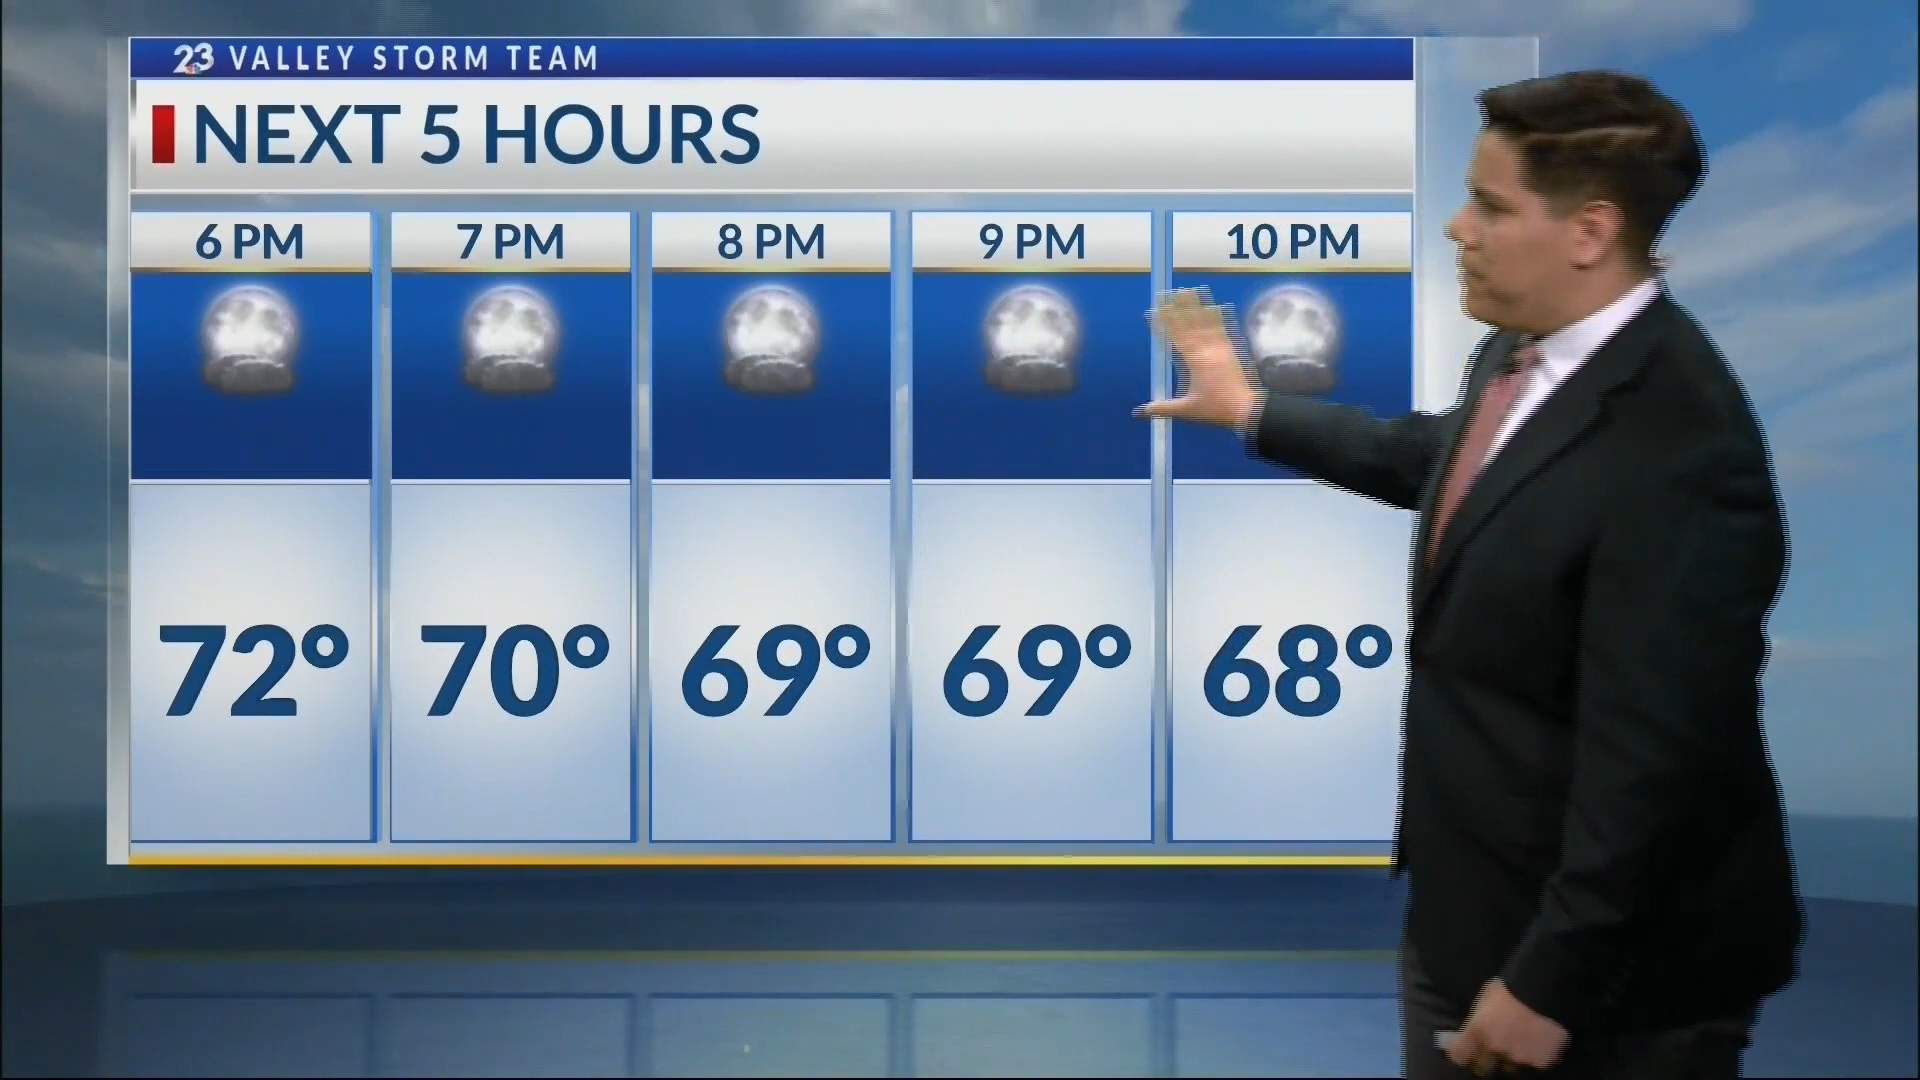 23 VALLEY STORM TEAM
NEXT 5 HOURS
6 PM 7 PM 8 PM 9 PM 10 PM
72° 70° 69° 69° 68°